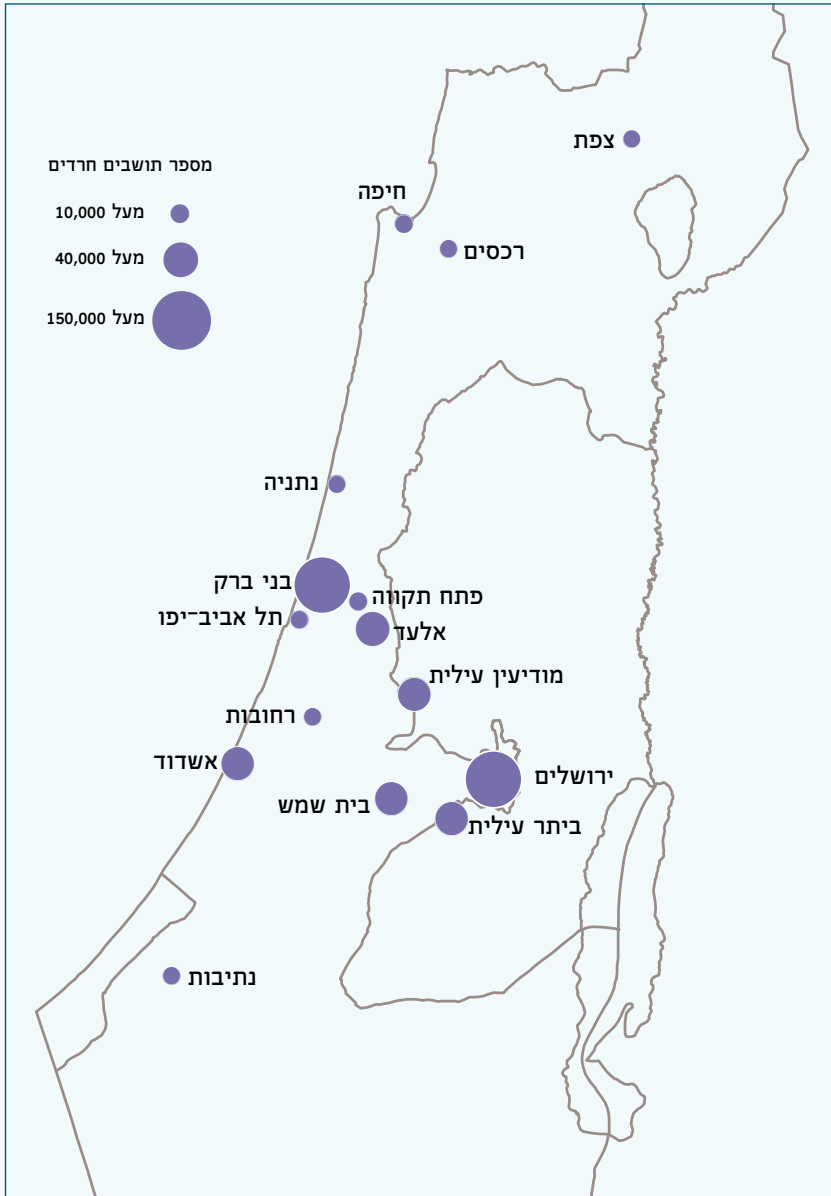 מספר תושבים חרדים
מעל 10,000
מעל 40,000
מעל 150,000
צפת
חיפה
רכסים
נתניה
בני ברק
פתח תקווה
תל אביב-יפו
אלעד
מודיעין עילית
רחובות
אשדוד
ירושלים
בית שמש
ביתר עילית
נתיבות